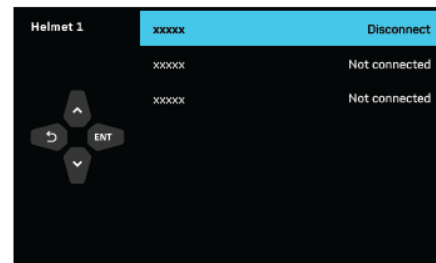 Helmet 1
xxxxx Disconnect
xxxxx Not connected
xxxxx Not connected
ENT